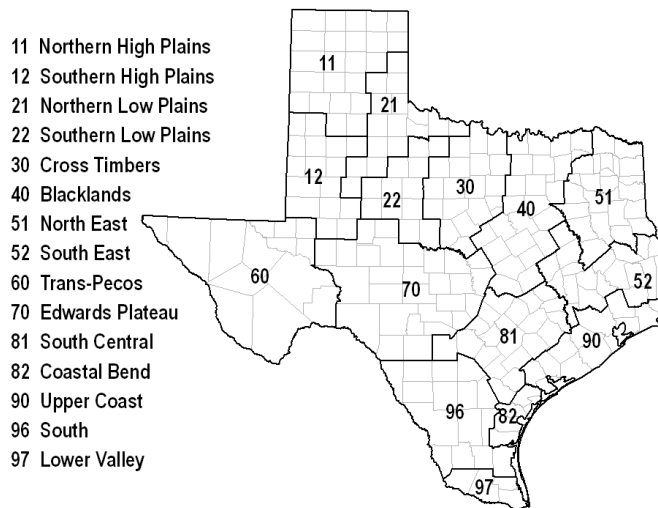 11 Northern High Plains
12 Southern High Plains
21 Northern Low Plains
22 Southern Low Plains
30 Cross Timbers
40 Blacklands
51 North East
52 South East
60 Trans-Pecos
70 Edwards Plateau
81 South Central
82 Coastal Bend
90 Upper Coast
96 South
97 Lower Valley
11
21
12
22
30
40
51
52
60
70
81
90
96
82
97